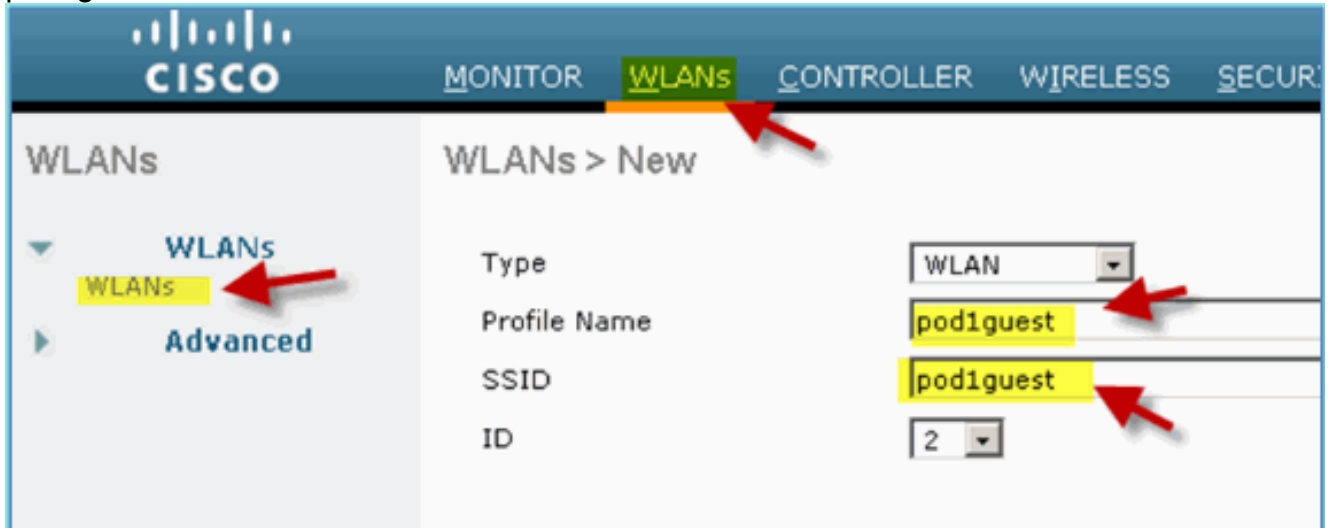 CISCO
MONITOR WLANs CONTROLLER WIRELESS SECUR
WLANs
WLANs > New
WLANs
WLANs
Advanced
Type WLAN
Profile Name pod1guest
SSID pod1guest
ID 2